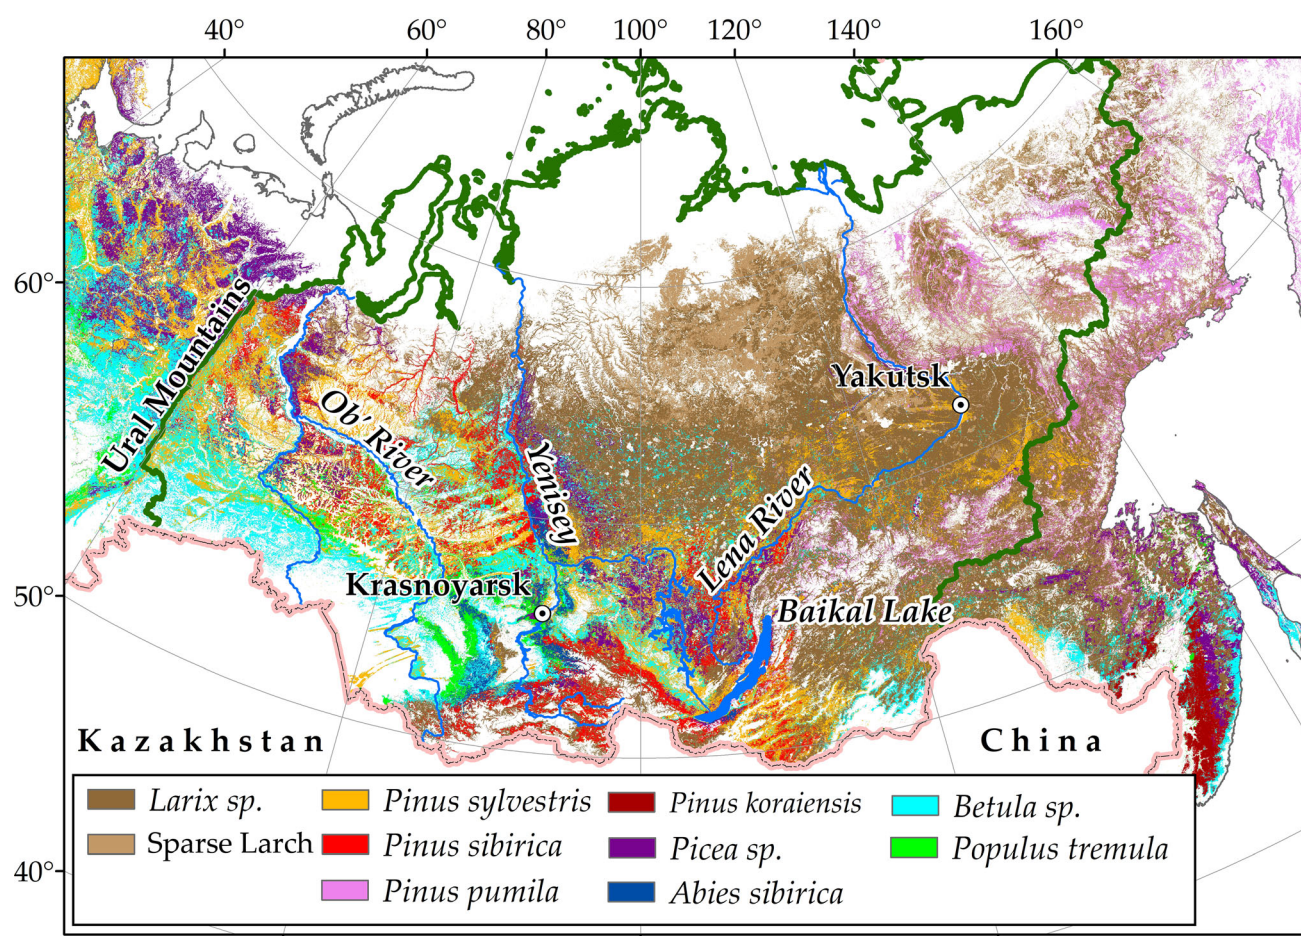 40° 60° 80° 100° 120° 140° 160°
60°
50°
40°
Ural Mountains
Ob' River
Yenisey
Yakutsk
Lena River
Krasnoyarsk
Baikal Lake
Kazakhstan
China
Larix sp.
Sparse Larch
Pinus sylvestris
Pinus sibirica
Pinus pumila
Pinus koraiensis
Picea sp.
Abies sibirica
Betula sp.
Populus tremula